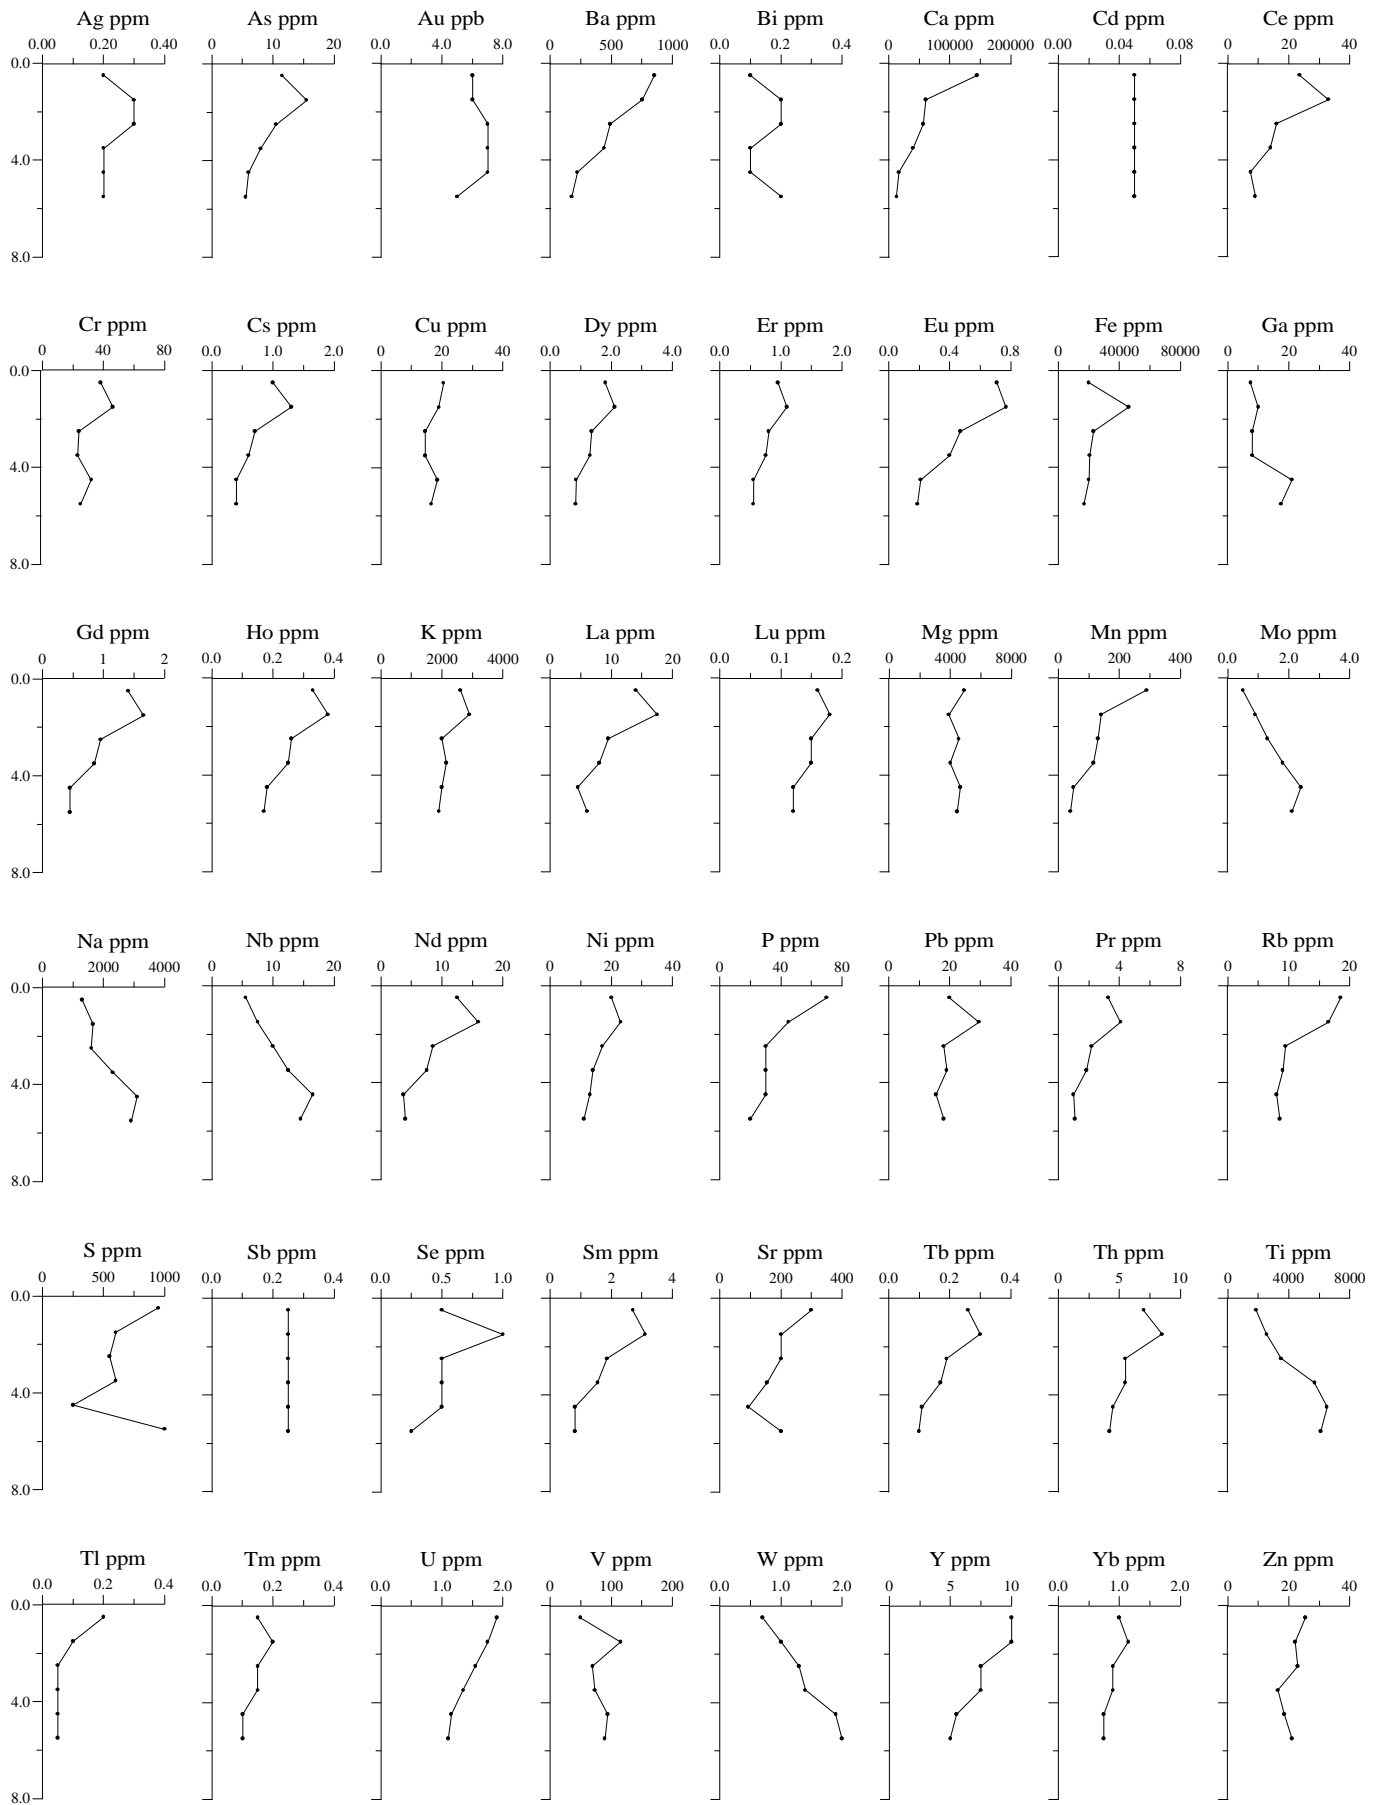 Ag ppm As ppm Au ppb Ba ppm Bi ppm Ca ppm Cd ppm Ce ppm
0.00 0.20 0.40 0 10 20 0.0 4.0 8.0 0 500 1000 0.0 0.2 0.4 0 100000 200000 0.00 0.04 0.08 0 20 40
0.0
4.0
8.0
Cr ppm Cs ppm Cu ppm Dy ppm Er ppm Eu ppm Fe ppm Ga ppm
0 40 80 0.0 1.0 2.0 0 20 40 0.0 2.0 4.0 0.0 1.0 2.0 0.0 0.4 0.8 0 40000 80000 0 20 40
0.0
4.0
8.0
Gd ppm Ho ppm K ppm La ppm Lu ppm Mg ppm Mn ppm Mo ppm
0 1 2 0.0 0.2 0.4 0 2000 4000 0 10 20 0.0 0.1 0.2 0 4000 8000 0 200 400 0.0 2.0 4.0
0.0
4.0
8.0
Na ppm Nb ppm Nd ppm Ni ppm P ppm Pb ppm Pr ppm Rb ppm
0 2000 4000 0 10 20 0 10 20 0 20 40 0 40 80 0 20 40 0 4 8 0 10 20
0.0
4.0
8.0
S ppm Sb ppm Se ppm Sm ppm Sr ppm Tb ppm Th ppm Ti ppm
0 500 1000 0.0 0.2 0.4 0.0 0.5 1.0 0 2 4 0 200 400 0.0 0.2 0.4 0 5 10 0 4000 8000
0.0
4.0
8.0
Tl ppm Tm ppm U ppm V ppm W ppm Y ppm Yb ppm Zn ppm
0.0 0.2 0.4 0.0 0.2 0.4 0.0 1.0 2.0 0 100 200 0.0 1.0 2.0 0 5 10 0.0 1.0 2.0 0 20 40
0.0
4.0
8.0